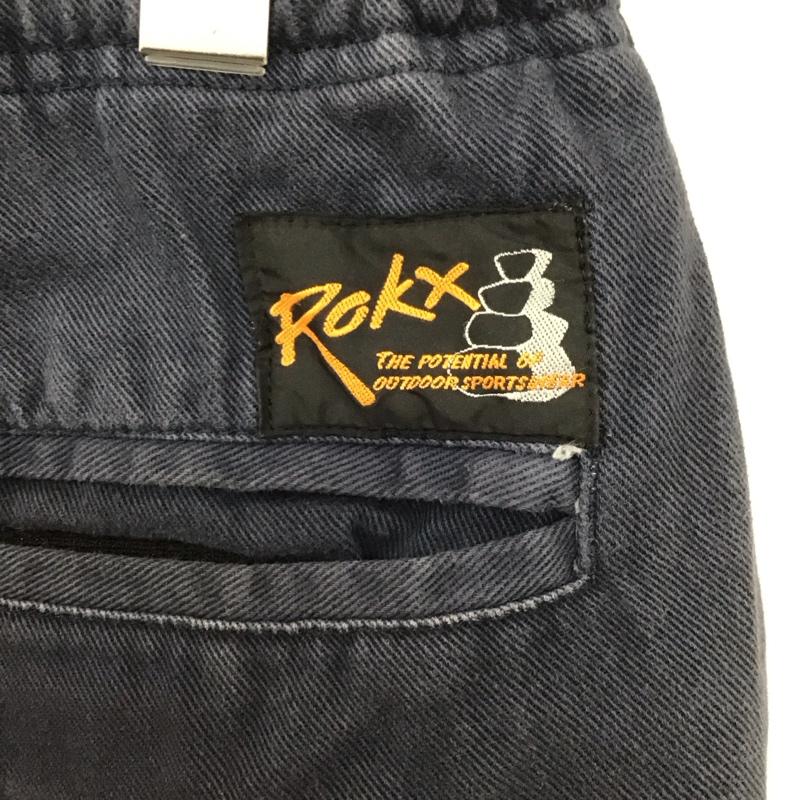 Rokx
THE POTENTIAL OF
OUTDOOR SPORTSWEAR